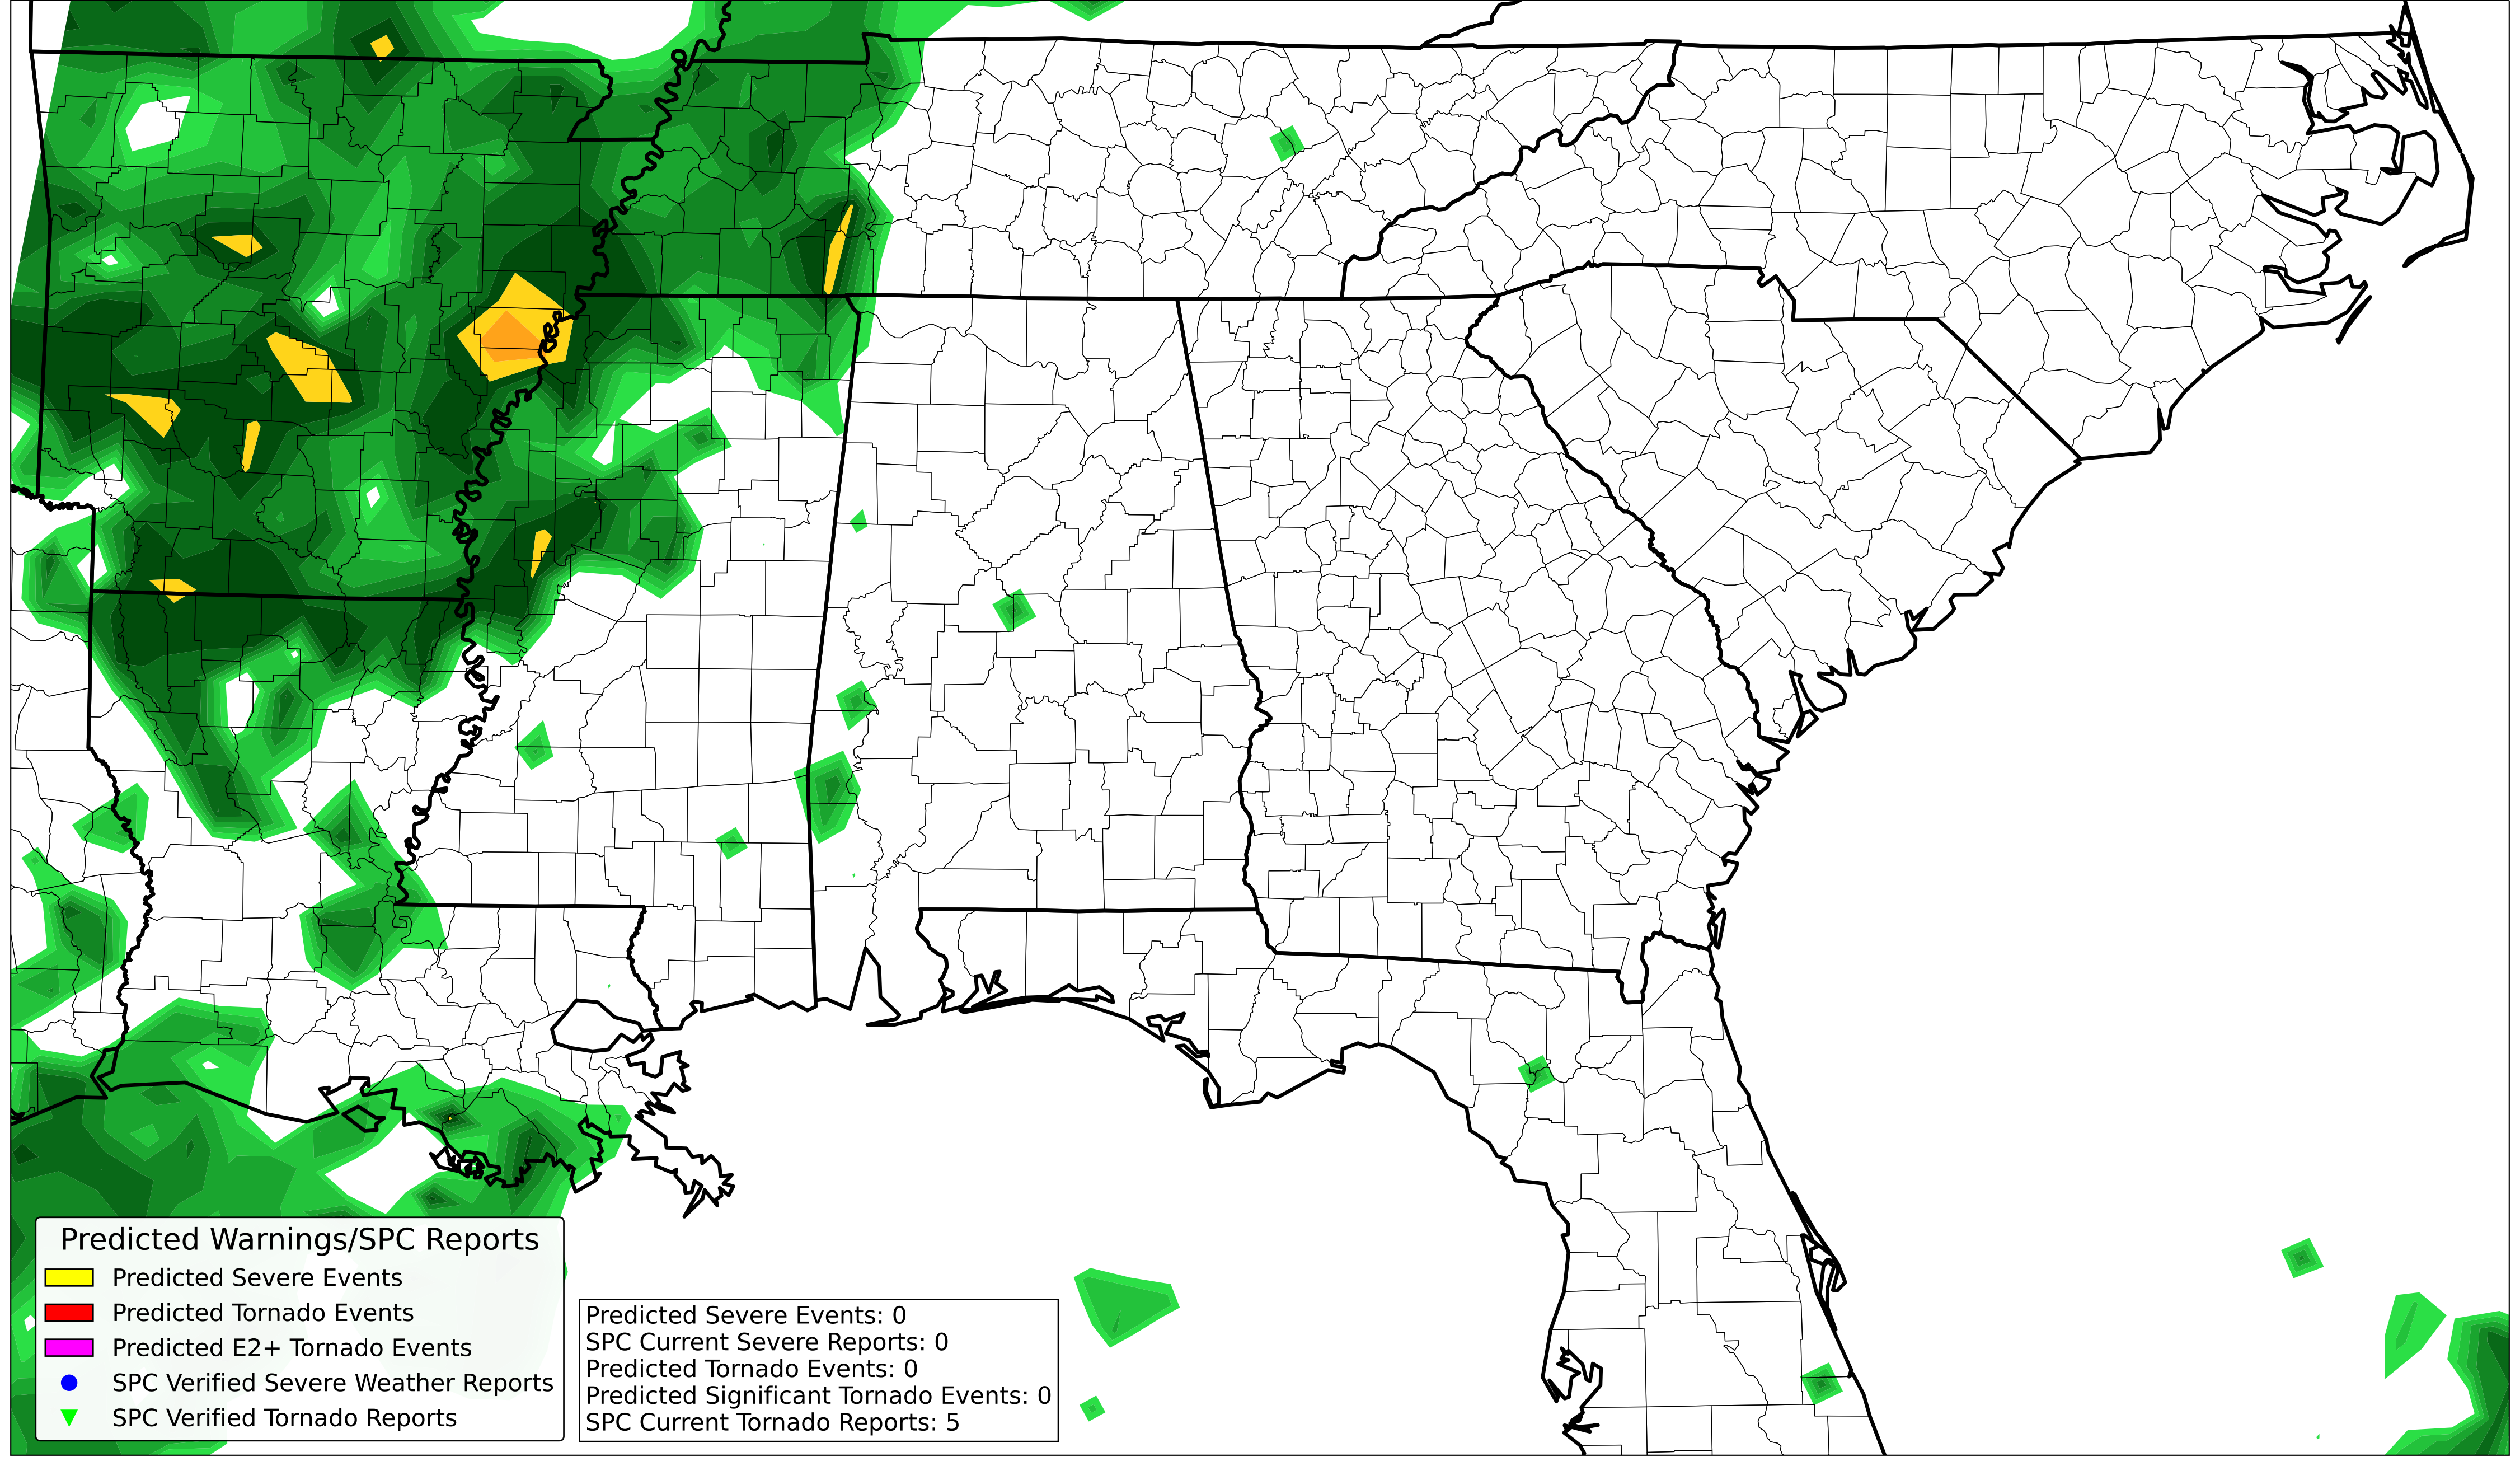 Predicted Warnings/SPC Reports
Predicted Severe Events
Predicted Tornado Events
Predicted E2+ Tornado Events
SPC Verified Severe Weather Reports
SPC Verified Tornado Reports
Predicted Severe Events: 0
SPC Current Severe Reports: 0
Predicted Tornado Events: 0
Predicted Significant Tornado Events: 0
SPC Current Tornado Reports: 5